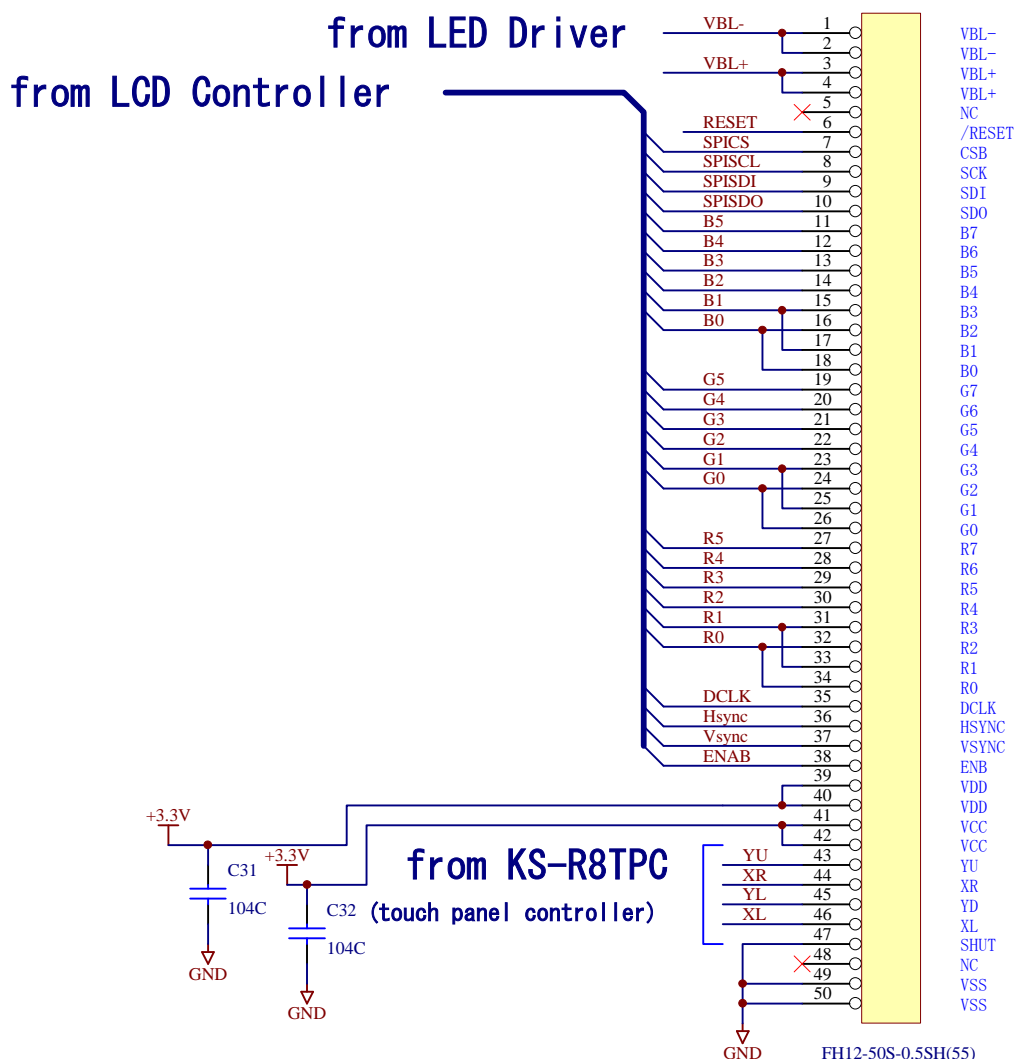 from LED Driver
from LCD Controller
VBL- 1 VBL-
2 VBL-
VBL+ 3 VBL+
4 VBL+
5 NC
RESET 6 /RESET
SPICS 7 CSB
SPISCL 8 SCK
SPISDI 9 SDI
SPISDO 10 SDO
B5 11 B7
B4 12 B6
B3 13 B5
B2 14 B4
B1 15 B3
B0 16 B2
17 B1
18 B0
G5 19 G7
G4 20 G6
G3 21 G5
G2 22 G4
G1 23 G3
G0 24 G2
25 G1
26 G0
R5 27 R7
R4 28 R6
R3 29 R5
R2 30 R4
R1 31 R3
R0 32 R2
33 R1
34 R0
DCLK 35 DCLK
Hsync 36 HSYNC
Vsync 37 VSYNC
ENAB 38 ENB
39 VDD
40 VDD
41 VCC
42 VCC
YU 43 YU
XR 44 XR
YL 45 YD
XL 46 XL
47 SHUT
48 NC
49 VSS
50 VSS
+3.3V
C31
104C
GND
+3.3V
C32
104C
GND
from KS-R8TPC
(touch panel controller)
GND
FH12-50S-0.5SH(55)